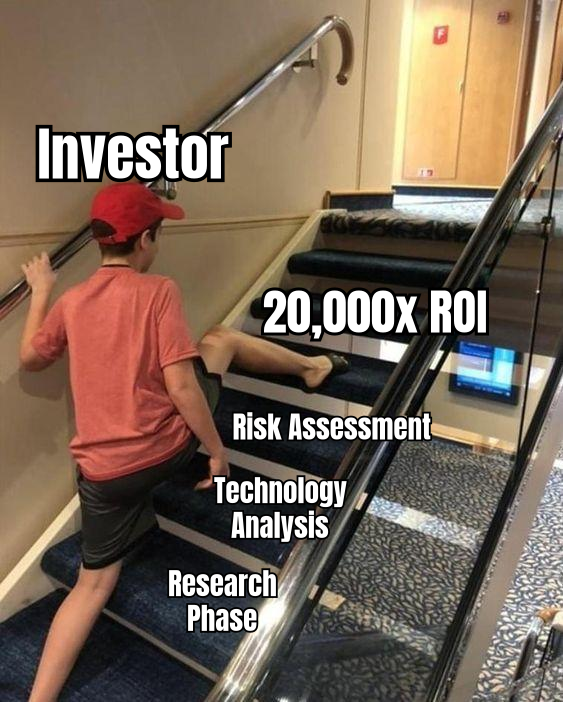 Investor
20,000x ROI
Risk Assessment
Technology
Analysis
Research
Phase
F